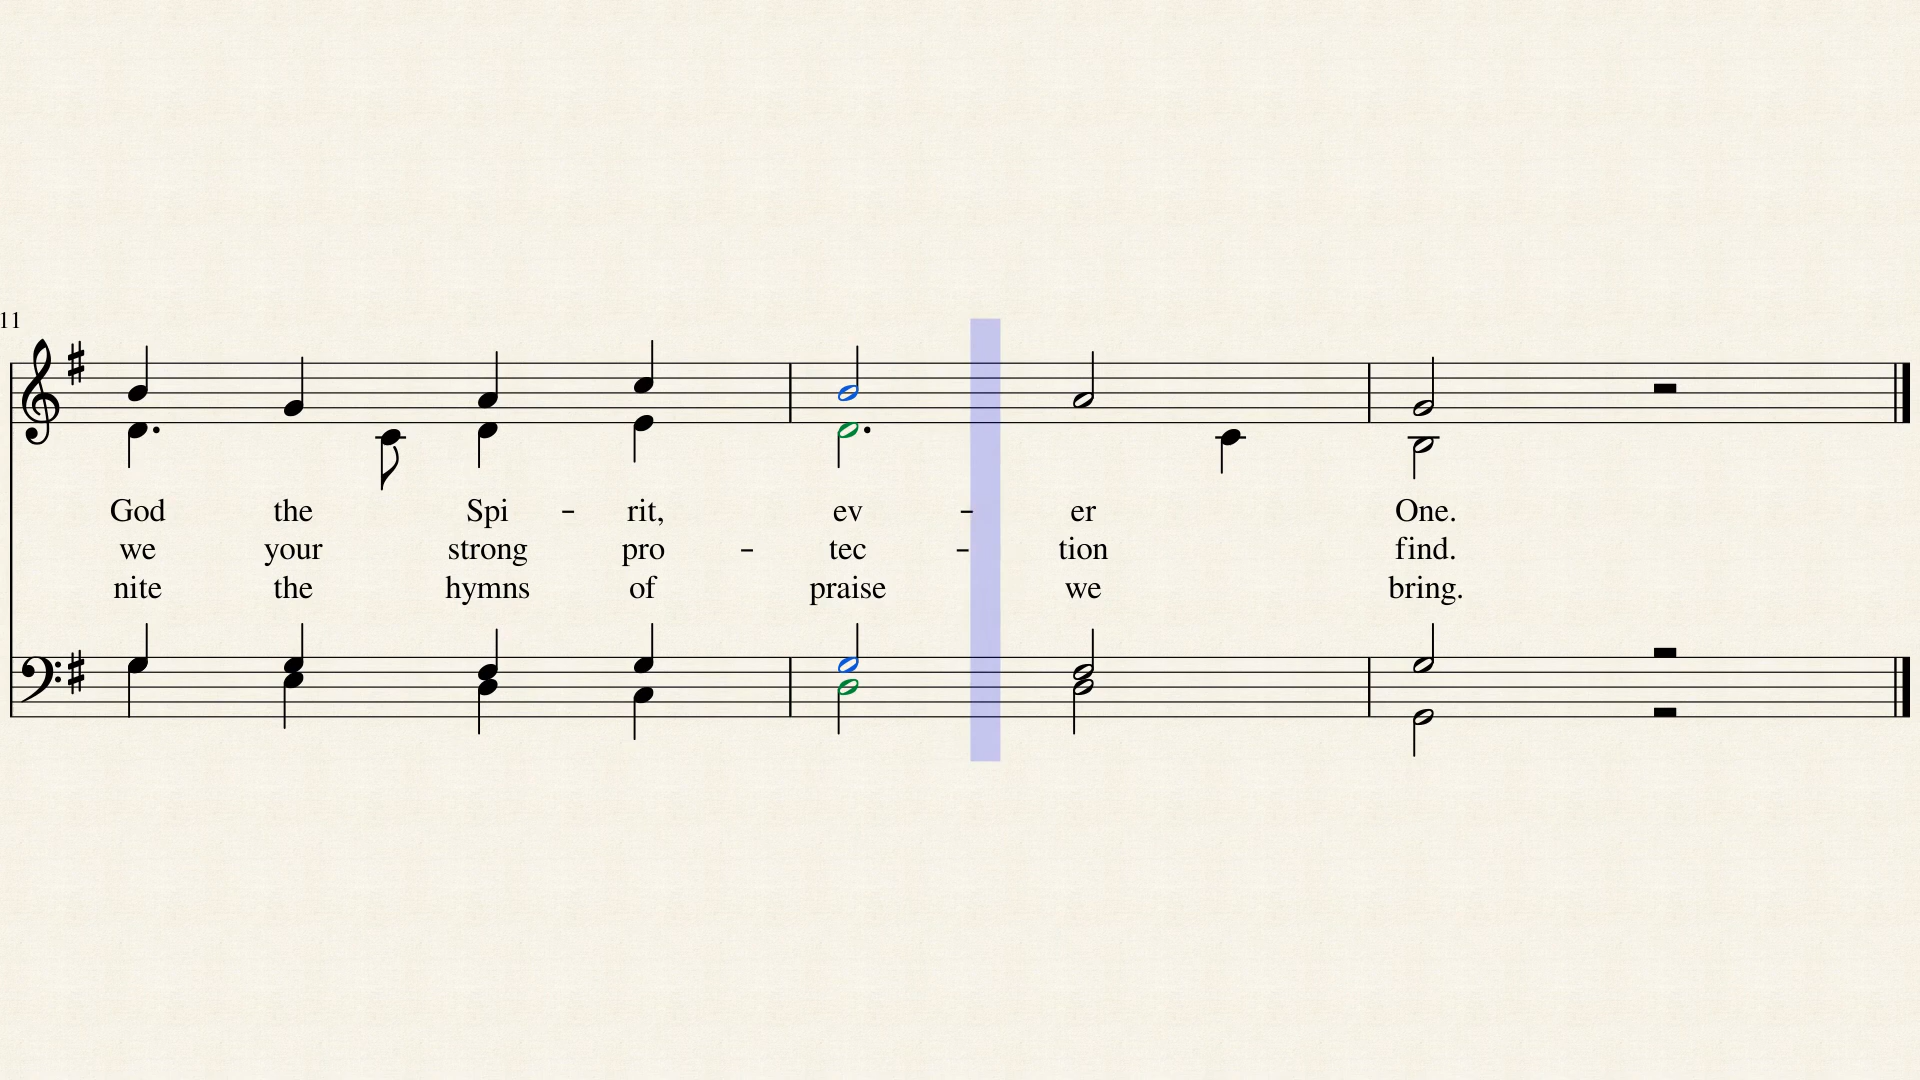 11
God the Spi - rit, ev - er One.
we your strong pro - tec - tion find.
nite the hymns of praise we bring.